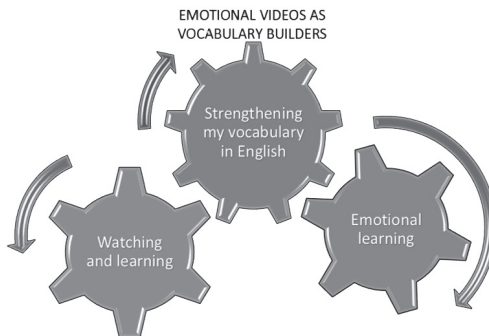 EMOTIONAL VIDEOS AS
VOCABULARY BUILDERS
Strengthening
my vocabulary
in English
Watching
and learning
Emotional
learning